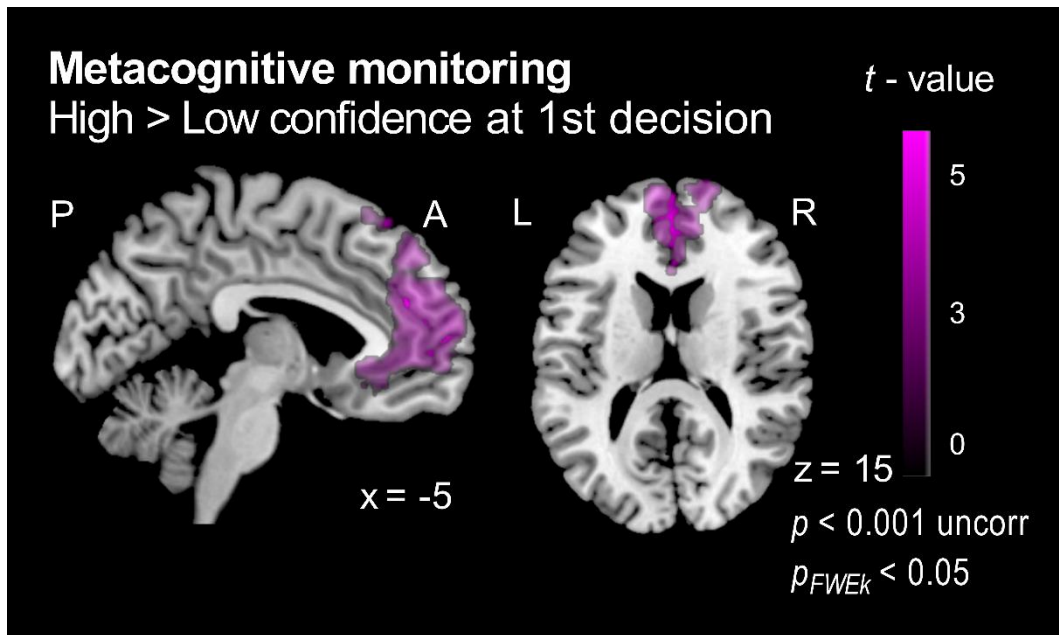 Metacognitive monitoring
High > Low confidence at 1st decision
t - value
P
A
L
R
5
3
0
x = -5
z = 15
p < 0.001 uncorr
pFWEk < 0.05